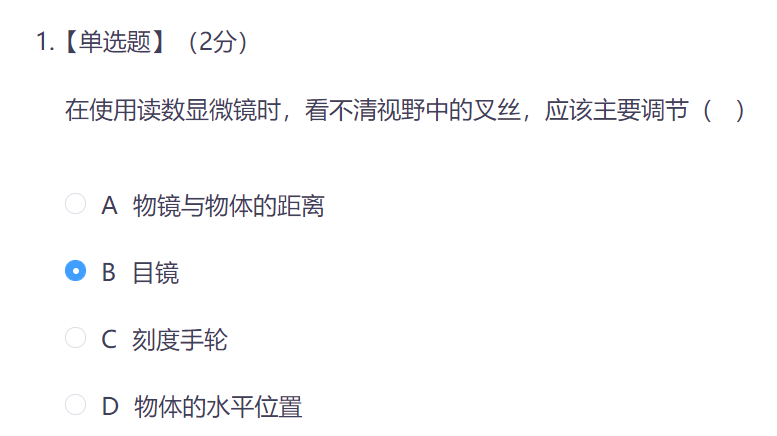 1.【单选题】（2分）
在使用读数显微镜时，看不清视野中的叉丝，应该主要调节（ ）
A 物镜与物体的距离
B 目镜
C 刻度手轮
D 物体的水平位置